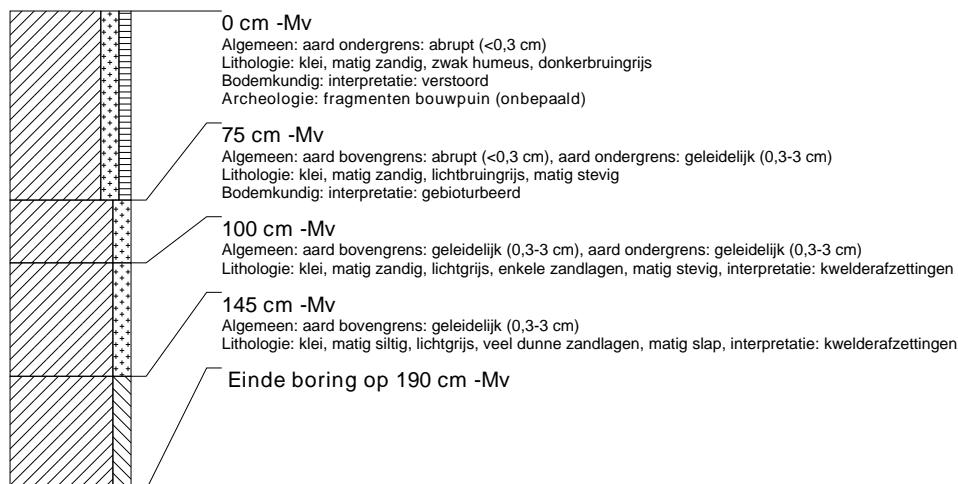 0 cm -Mv
Algemeen: aard ondergrens: abrupt (<0,3 cm)
Lithologie: klei, matig zandig, zwak humeus, donkerbruingrijs
Bodemkundig: interpretatie: verstoord
Archeologie: fragmenten bouwpuin (onbepaald)
75 cm -Mv
Algemeen: aard bovengrens: abrupt (<0,3 cm), aard ondergrens: geleidelijk (0,3-3 cm)
Lithologie: klei, matig zandig, lichtbruingrijs, matig stevig
Bodemkundig: interpretatie: gebioturbeerd
100 cm -Mv
Algemeen: aard bovengrens: geleidelijk (0,3-3 cm), aard ondergrens: geleidelijk (0,3-3 cm)
Lithologie: klei, matig zandig, lichtgrijs, enkele zandlagen, matig stevig, interpretatie: kwelderafzettingen
145 cm -Mv
Algemeen: aard bovengrens: geleidelijk (0,3-3 cm)
Lithologie: klei, matig siltig, lichtgrijs, veel dunne zandlagen, matig slap, interpretatie: kwelderafzettingen
Einde boring op 190 cm -Mv